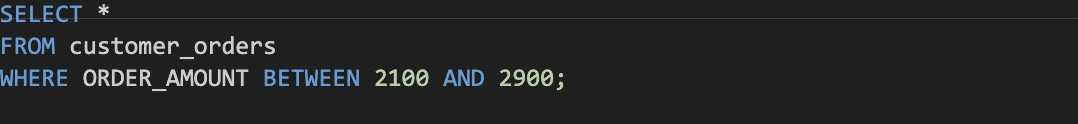 SELECT *
FROM customer_orders
WHERE ORDER_AMOUNT BETWEEN 2100 AND 2900;